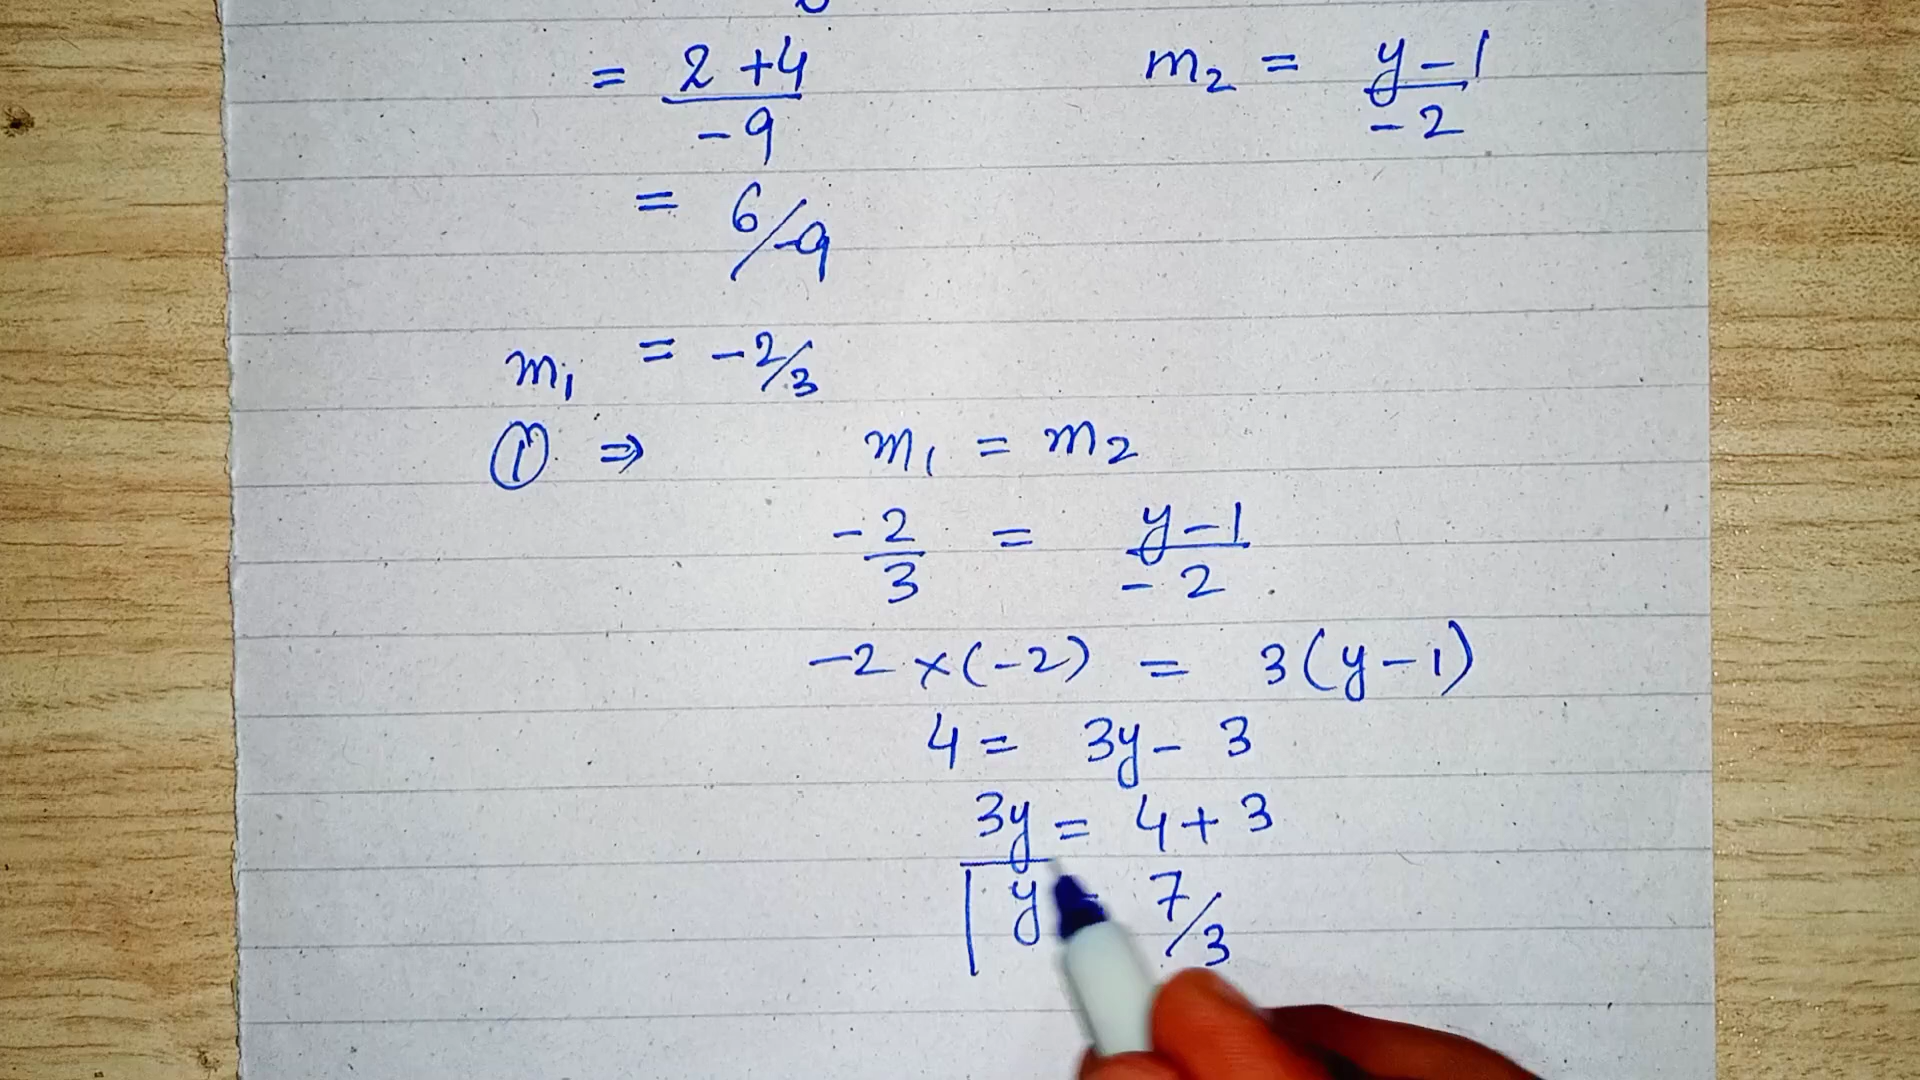 = 2+4/-9
m₂ = y-1/-2
= 6/-9
m₁ = -2/3
① ⇒ m₁ = m₂
-2/3 = y-1/-2
-2×(-2) = 3(y-1)
4 = 3y-3
3y = 4+3
y = 7/3